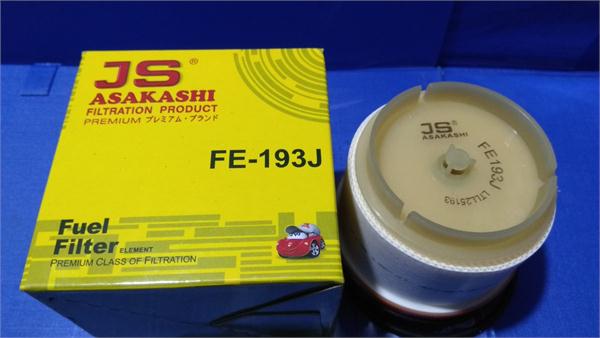 JS®
ASAKASHI
FILTRATION PRODUCT
PREMIUM プレミアム・ブランド
FE-193J
Fuel
Filter ELEMENT
PREMIUM CLASS OF FILTRATION
JS®
ASAKASHI
FE193J
LTLL25193